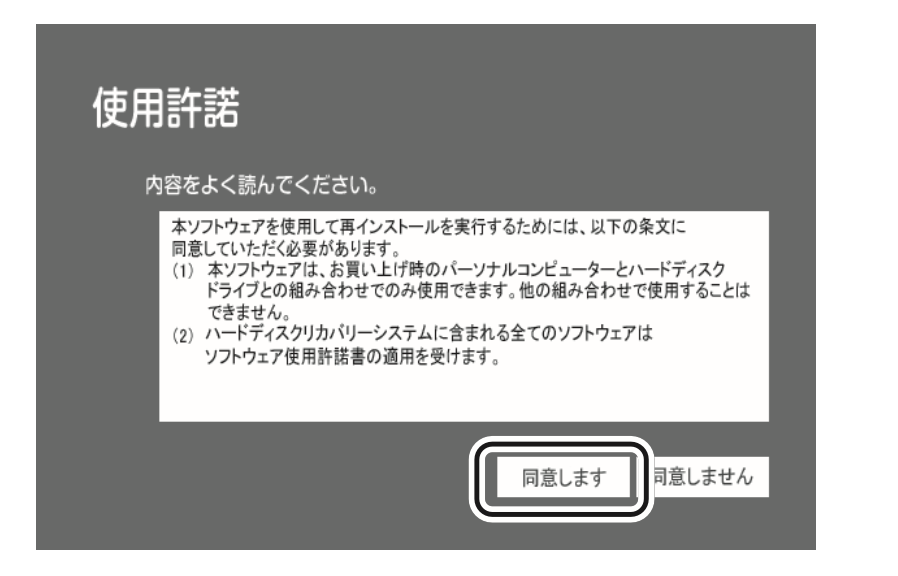 使用許諾
内容をよく読んでください。
本ソフトウェアを使用して再インストールを実行するためには、以下の条文に
同意していただく必要があります。
(1) 本ソフトウェアは、お買い上げ時のパーソナルコンピューターとハードディスク
ドライブとの組み合わせでのみ使用できます。他の組み合わせで使用することは
できません。
(2) ハードディスクリカバリーシステムに含まれる全てのソフトウェアは
ソフトウェア使用許諾書の適用を受けます。
同意します 同意しません